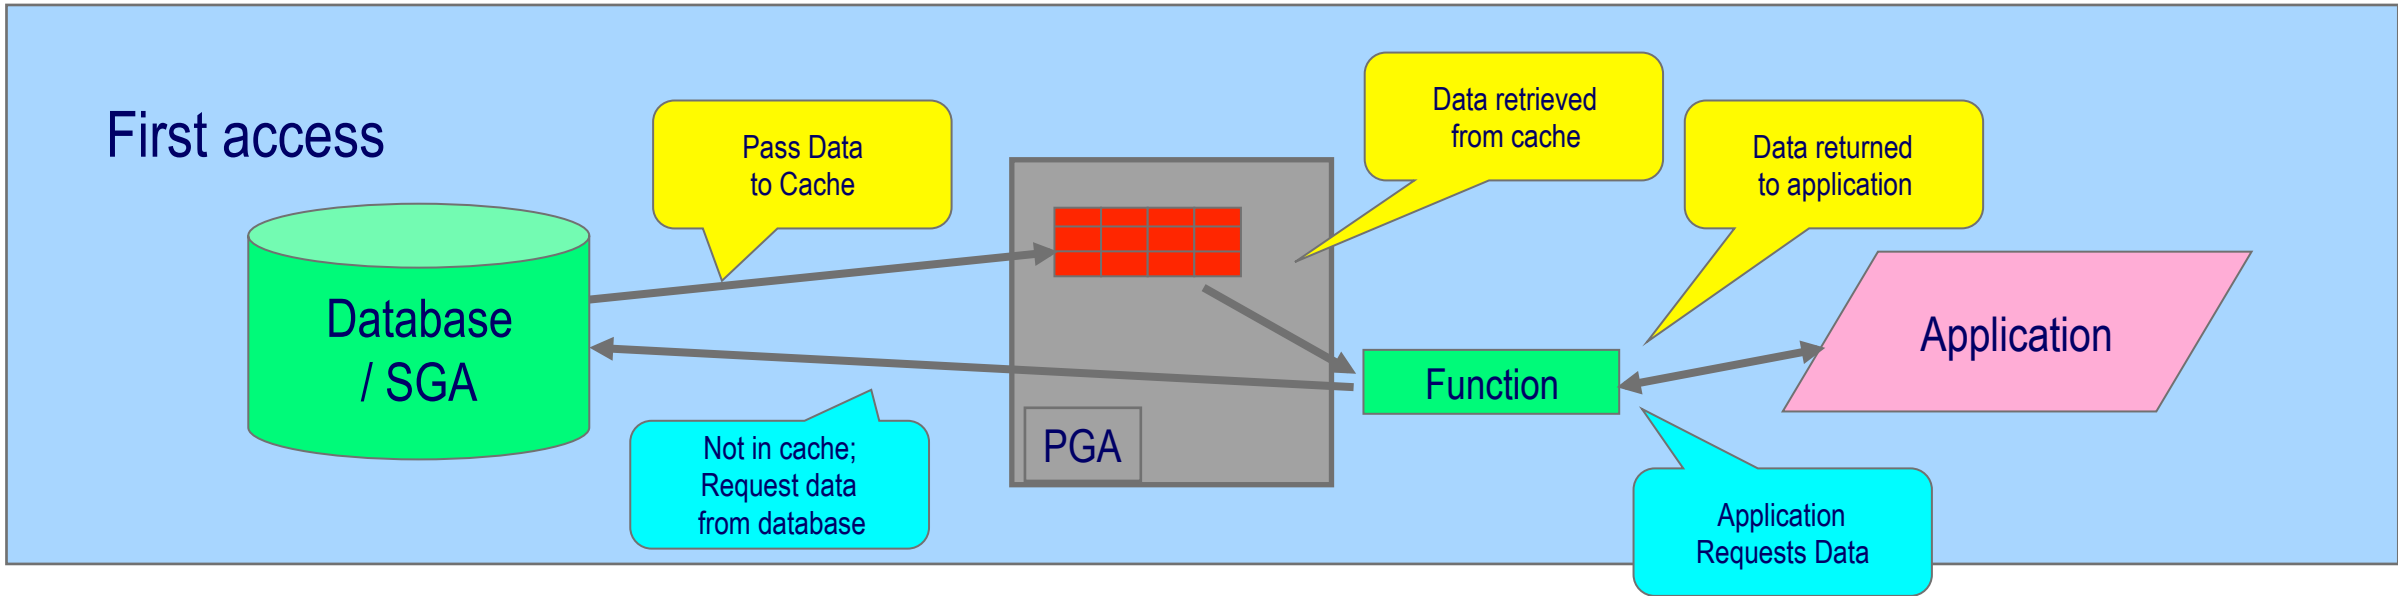 First access
Pass Data
to Cache
Data retrieved
from cache
Data returned
to application
Database
/ SGA
Application
Function
PGA
Not in cache;
Request data
from database
Application
Requests Data